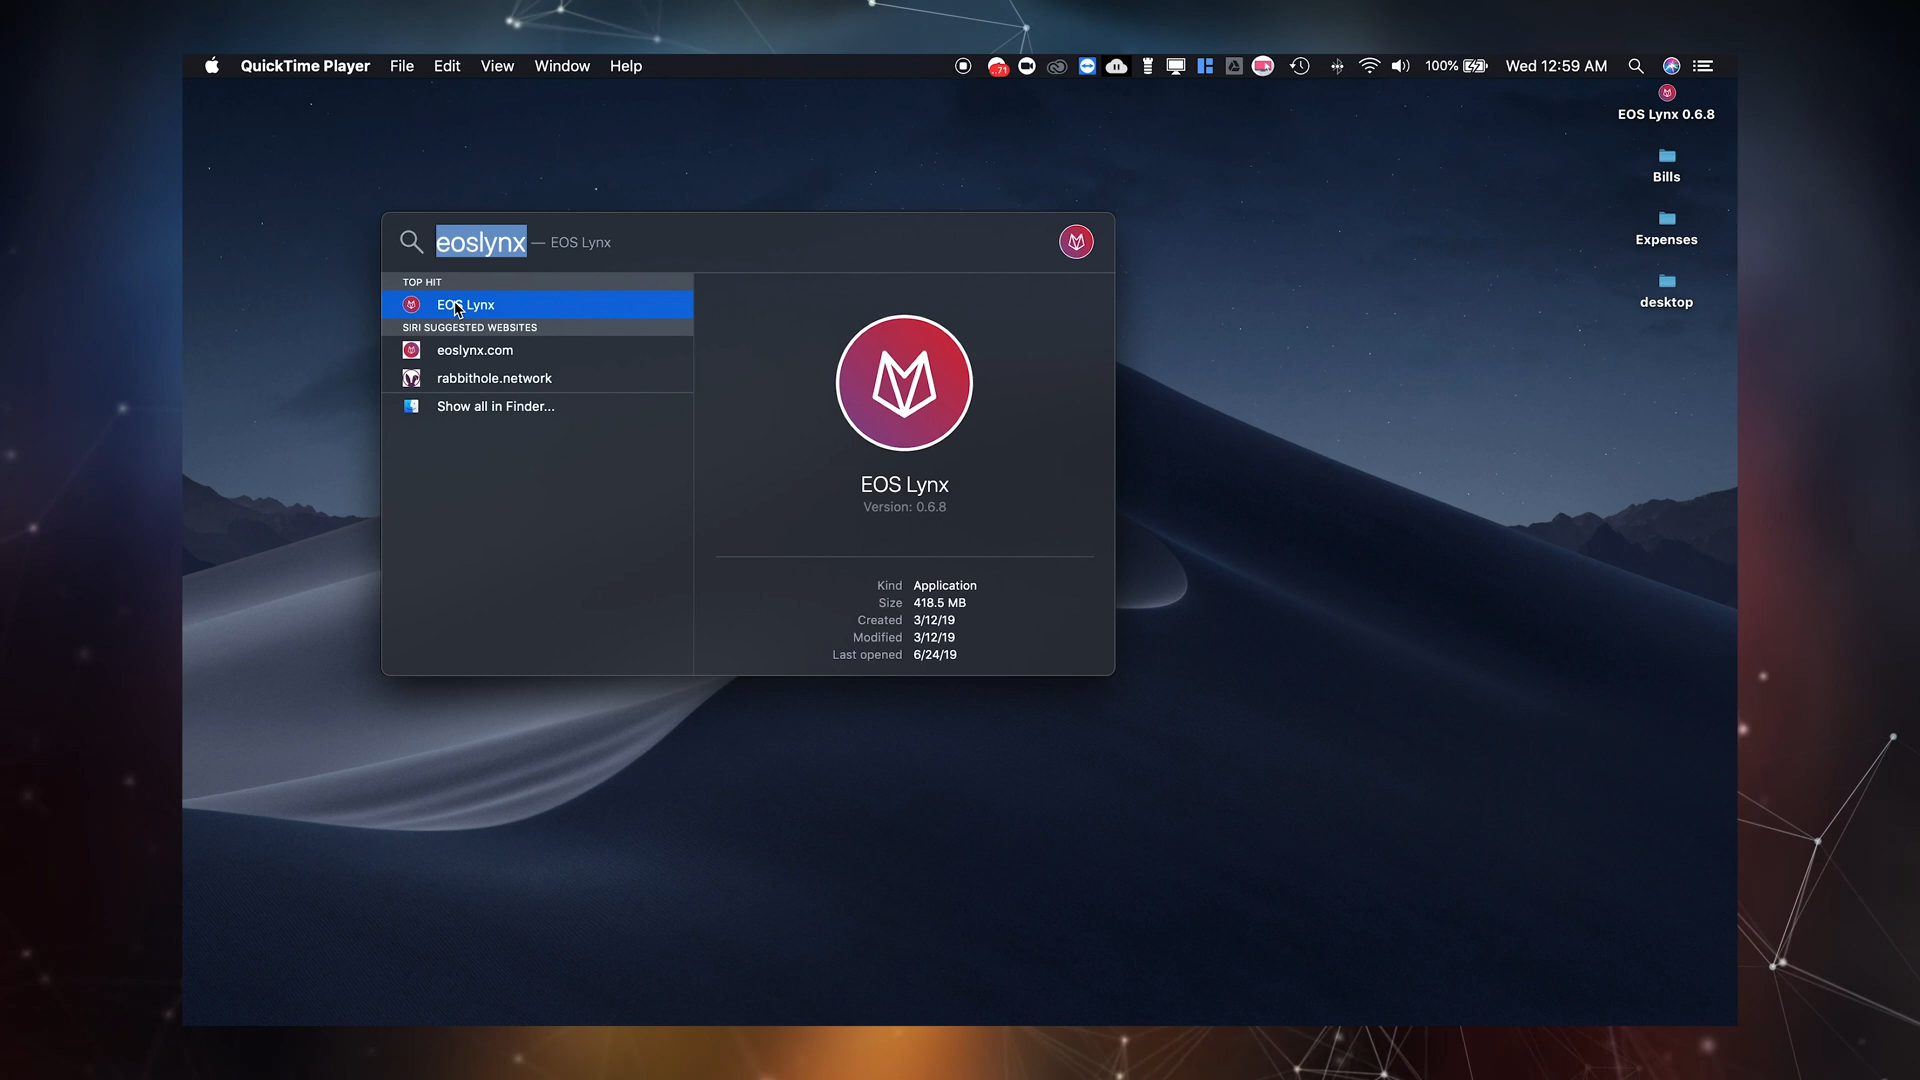 QuickTime Player File Edit View Window Help .71 100% Wed 12:59 AM
EOS Lynx 0.6.8
Bills
Expenses
desktop
eoslynx — EOS Lynx
TOP HIT
EOS Lynx
SIRI SUGGESTED WEBSITES
eoslynx.com
rabbithole.network
Show all in Finder...
EOS Lynx
Version: 0.6.8
Kind Application
Size 418.5 MB
Created 3/12/19
Modified 3/12/19
Last opened 6/24/19